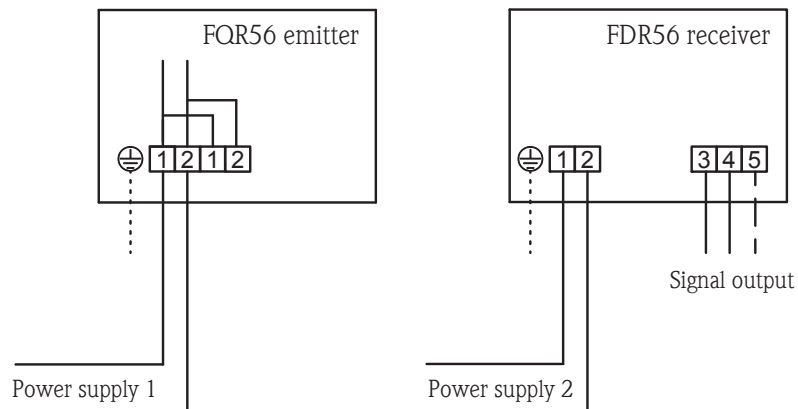 FQR56 emitter
FDR56 receiver
1 2 1 2
1 2
3 4 5
Signal output
Power supply 1
Power supply 2